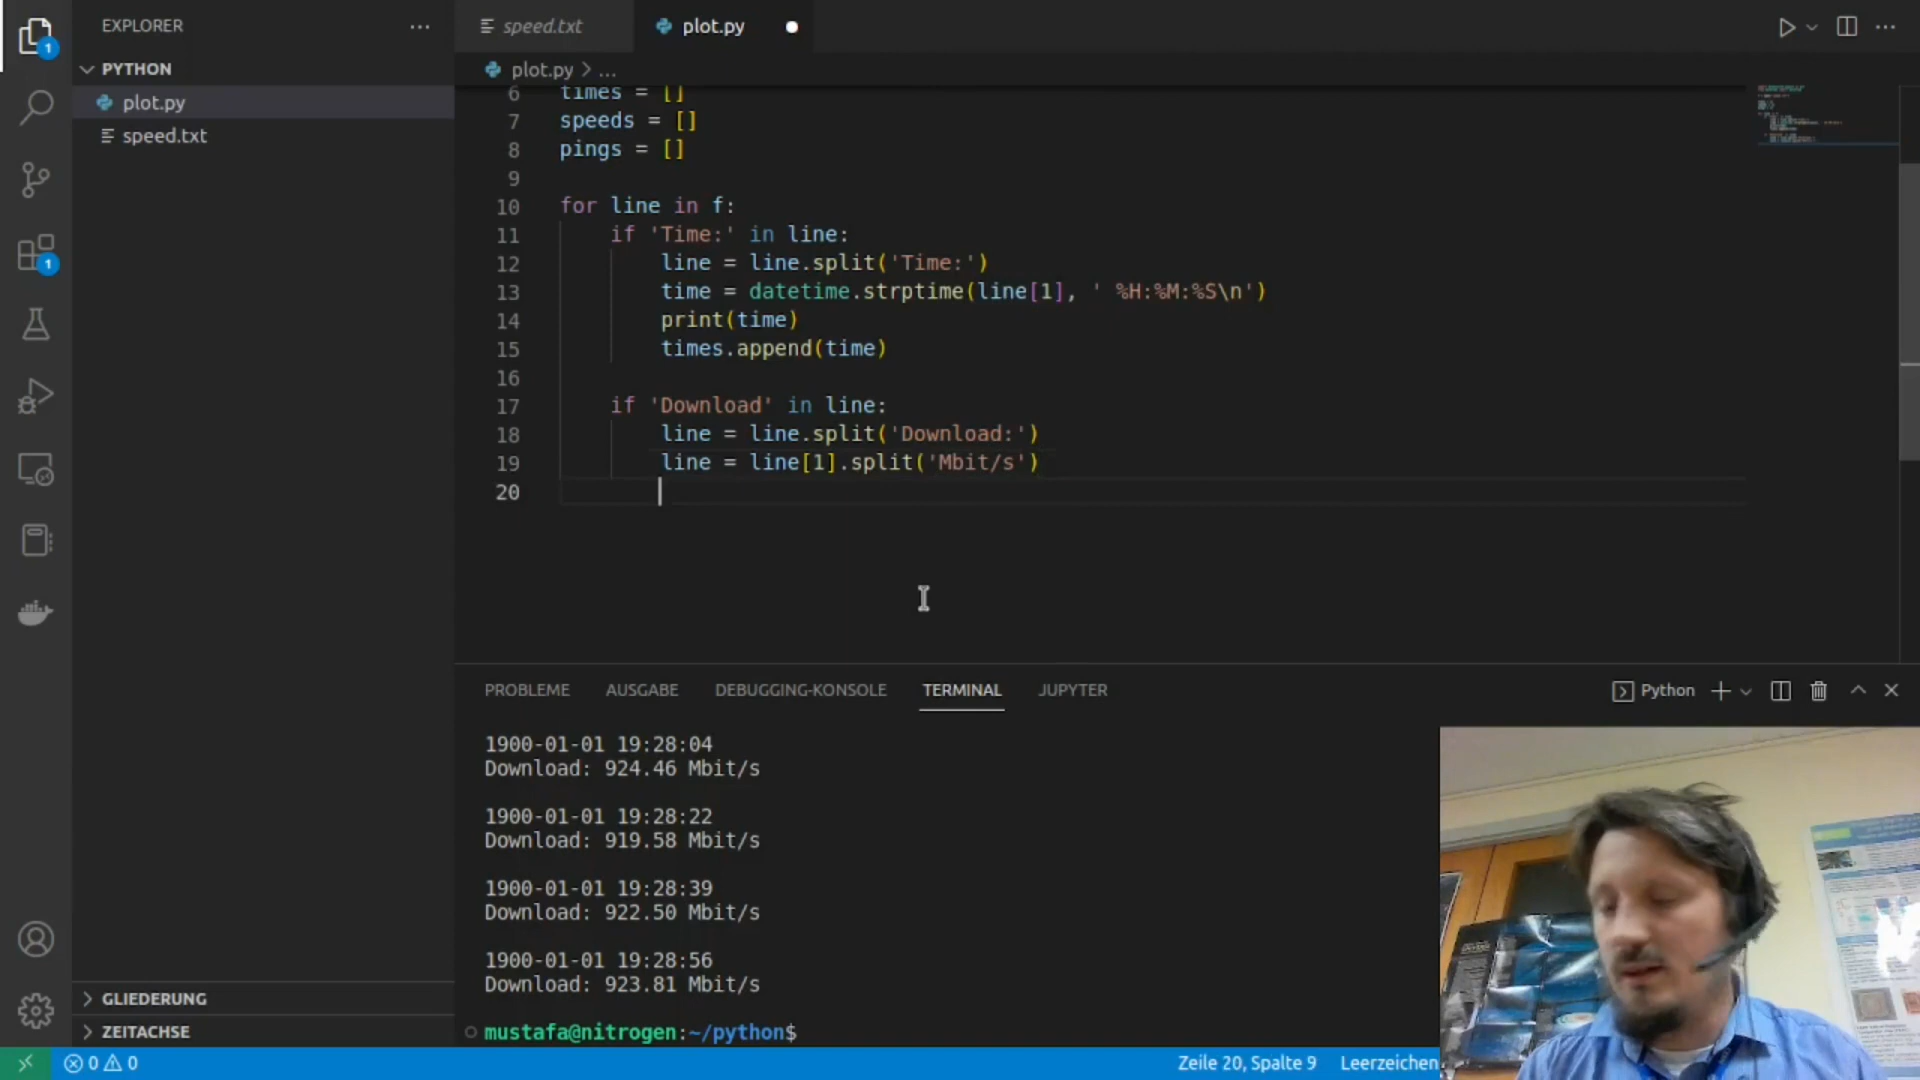 EXPLORER
PYTHON
plot.py
speed.txt
speed.txt
plot.py
plot.py > ...
6 times = []
7 speeds = []
8 pings = []
9
10 for line in f:
11 if 'Time:' in line:
12 line = line.split('Time:')
13 time = datetime.strptime(line[1], ' %H:%M:%S\n')
14 print(time)
15 times.append(time)
16
17 if 'Download' in line:
18 line = line.split('Download:')
19 line = line[1].split('Mbit/s')
20
PROBLEME AUSGABE DEBUGGING-KONSOLE TERMINAL JUPYTER
Python
1900-01-01 19:28:04
Download: 924.46 Mbit/s
1900-01-01 19:28:22
Download: 919.58 Mbit/s
1900-01-01 19:28:39
Download: 922.50 Mbit/s
1900-01-01 19:28:56
Download: 923.81 Mbit/s
mustafa@nitrogen:~/python$
GLIEDERUNG
ZEITACHSE
1
1
0 0
Zeile 20, Spalte 9
Leerzeichen